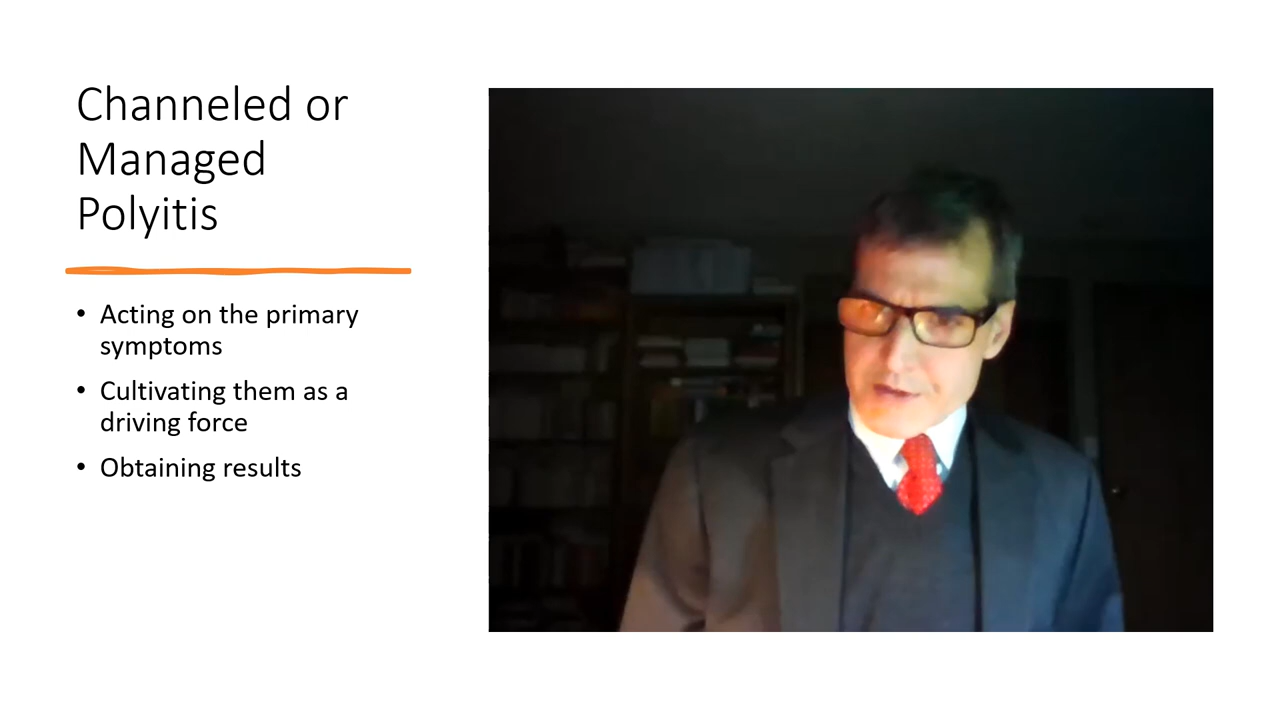 Channeled or
Managed
Polyitis
• Acting on the primary
symptoms
• Cultivating them as a
driving force
• Obtaining results